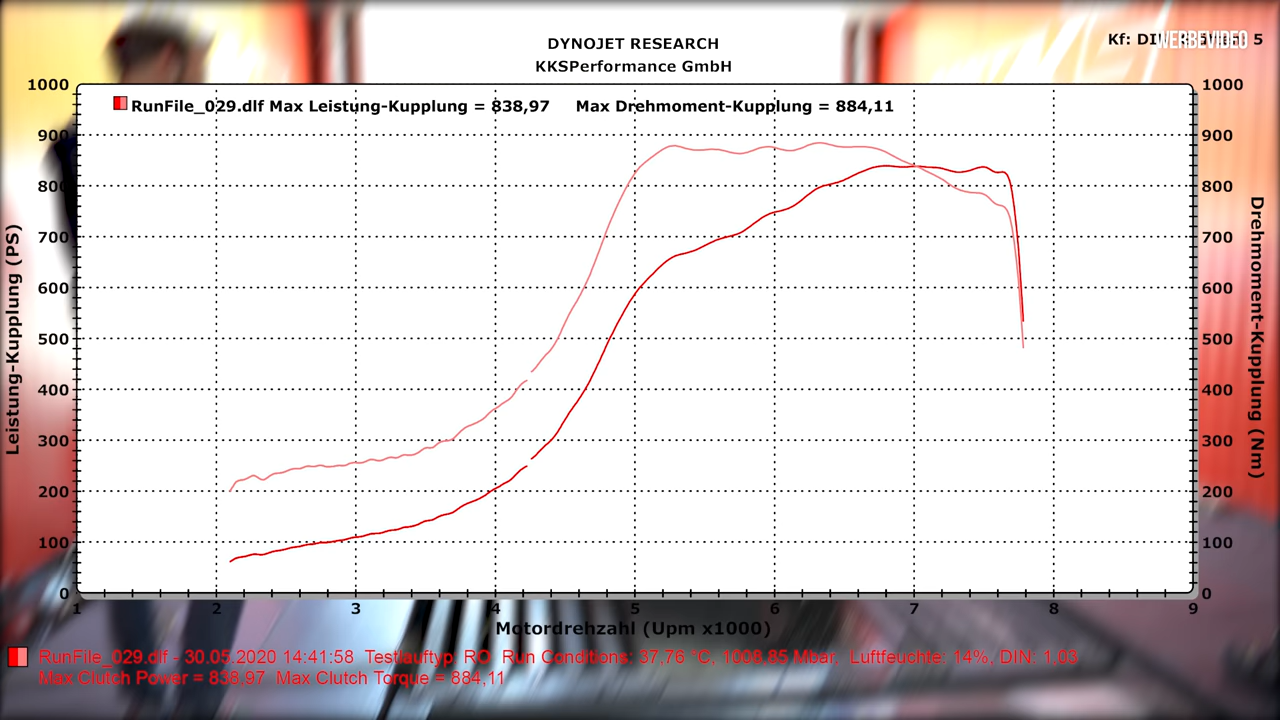 DYNOJET RESEARCH
KKSPerformance GmbH
Kf: DIN 5
WERBEVIDEO
RunFile_029.dlf Max Leistung-Kupplung = 838,97 Max Drehmoment-Kupplung = 884,11
Leistung-Kupplung (PS)
1000
900
800
700
600
500
400
300
200
100
0
1000
900
800
700
600
500
400
300
200
100
0
Drehmoment-Kupplung (Nm)
1 2 3 4 5 6 7 8 9
Motordrehzahl (Upm x1000)
RunFile_029.dlf - 30.05.2020 14:41:58 Testlauftyp: RO Run Conditions: 37,76 °C, 1008,85 Mbar, Luftfeuchte: 14%, DIN: 1,03
Max Clutch Power = 838,97 Max Clutch Torque = 884,11